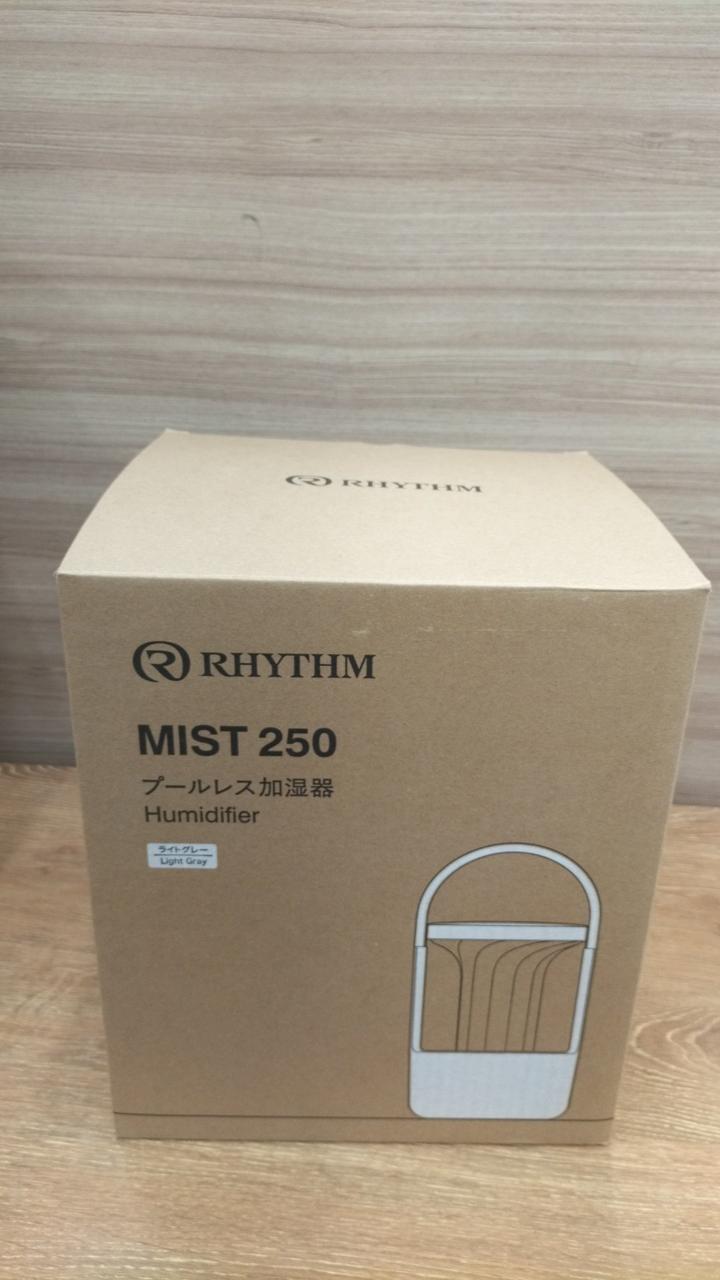 RHYTHM
RHYTHM
MIST 250
プールレス加湿器
Humidifier
ライトグレー
Light Gray